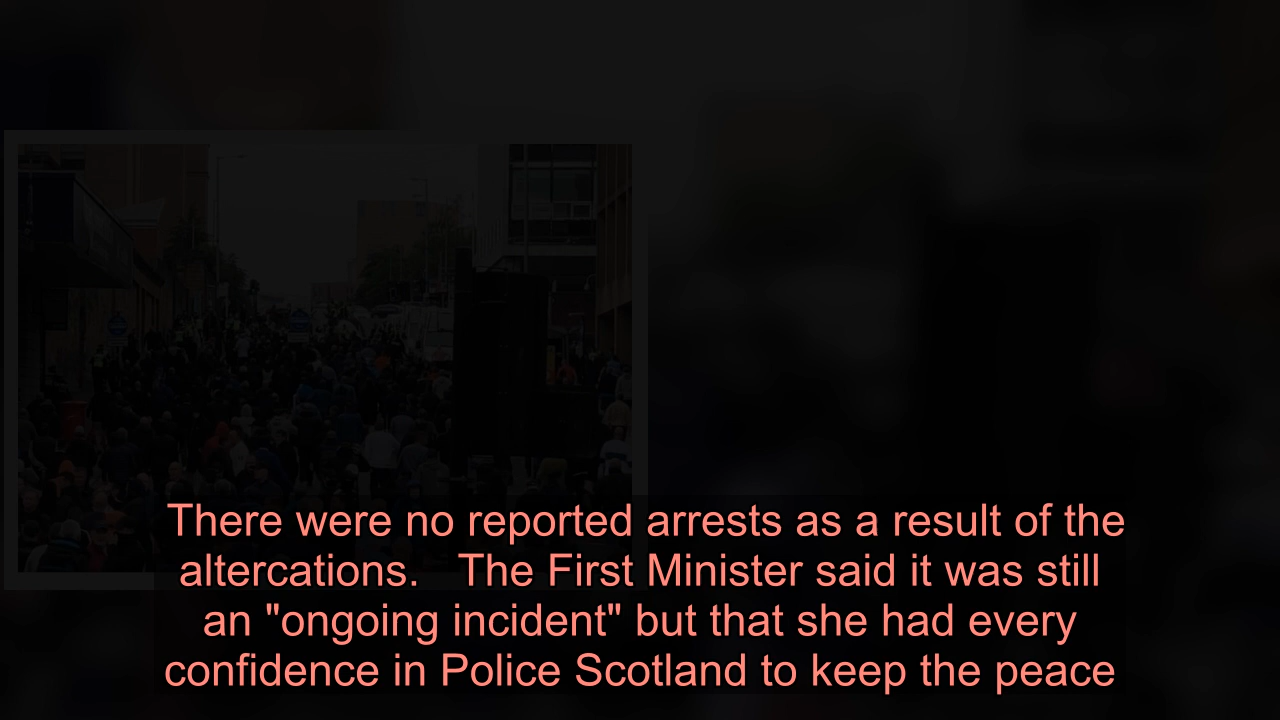 There were no reported arrests as a result of the
altercations.   The First Minister said it was still
an "ongoing incident" but that she had every
confidence in Police Scotland to keep the peace